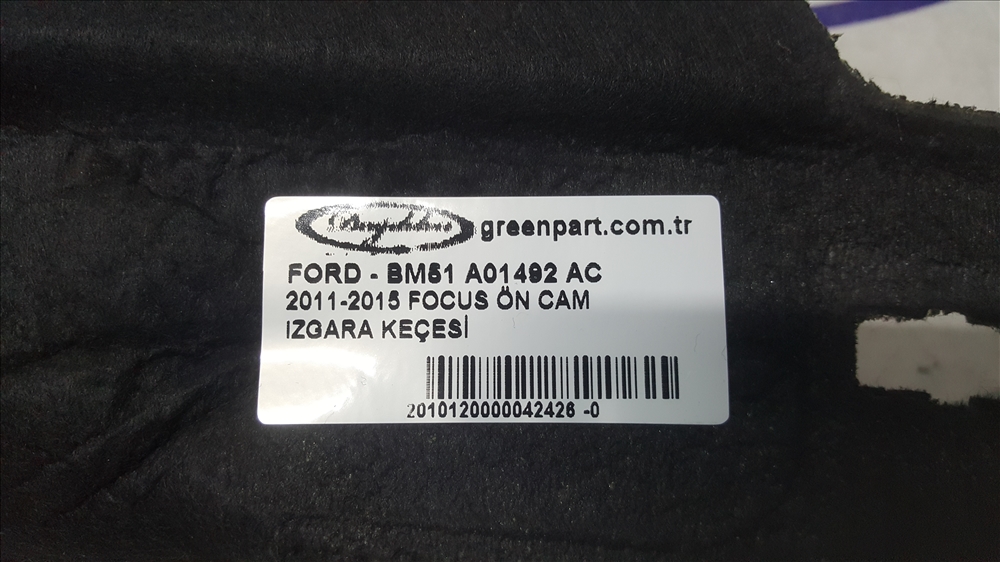 greenpart.com.tr
FORD - BM51 A01492 AC
2011-2015 FOCUS ÖN CAM
IZGARA KEÇESİ
2010120000042426 -0